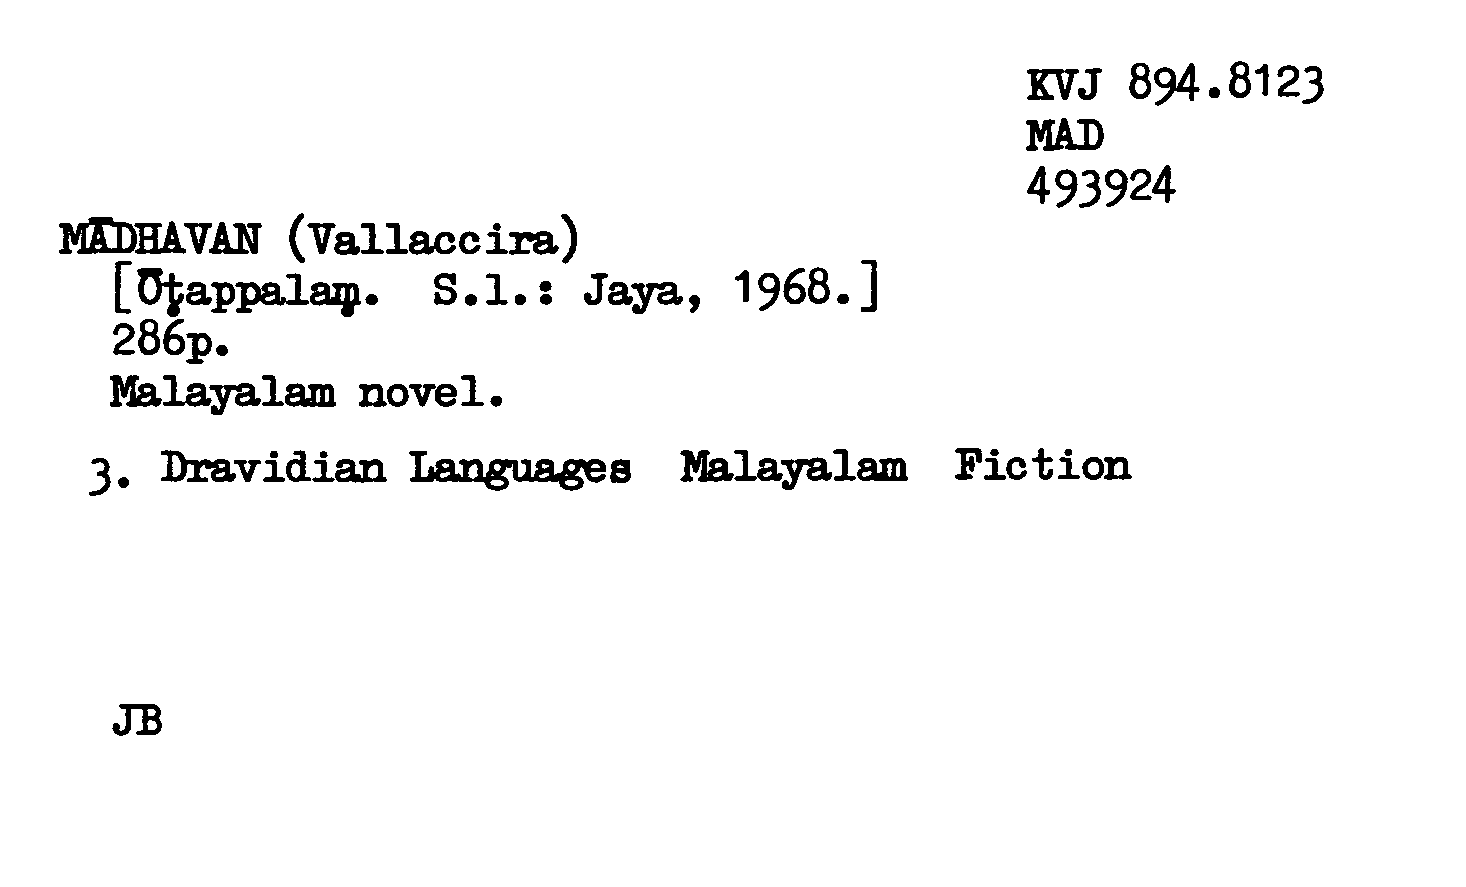 KVJ 894.8123
MAD
493924
MĀDHAVAN (Vallaccira)
[Ōṭappalaṃ. S.l.: Jaya, 1968.]
286p.
Malayalam novel.
3. Dravidian Languages Malayalam Fiction
JB